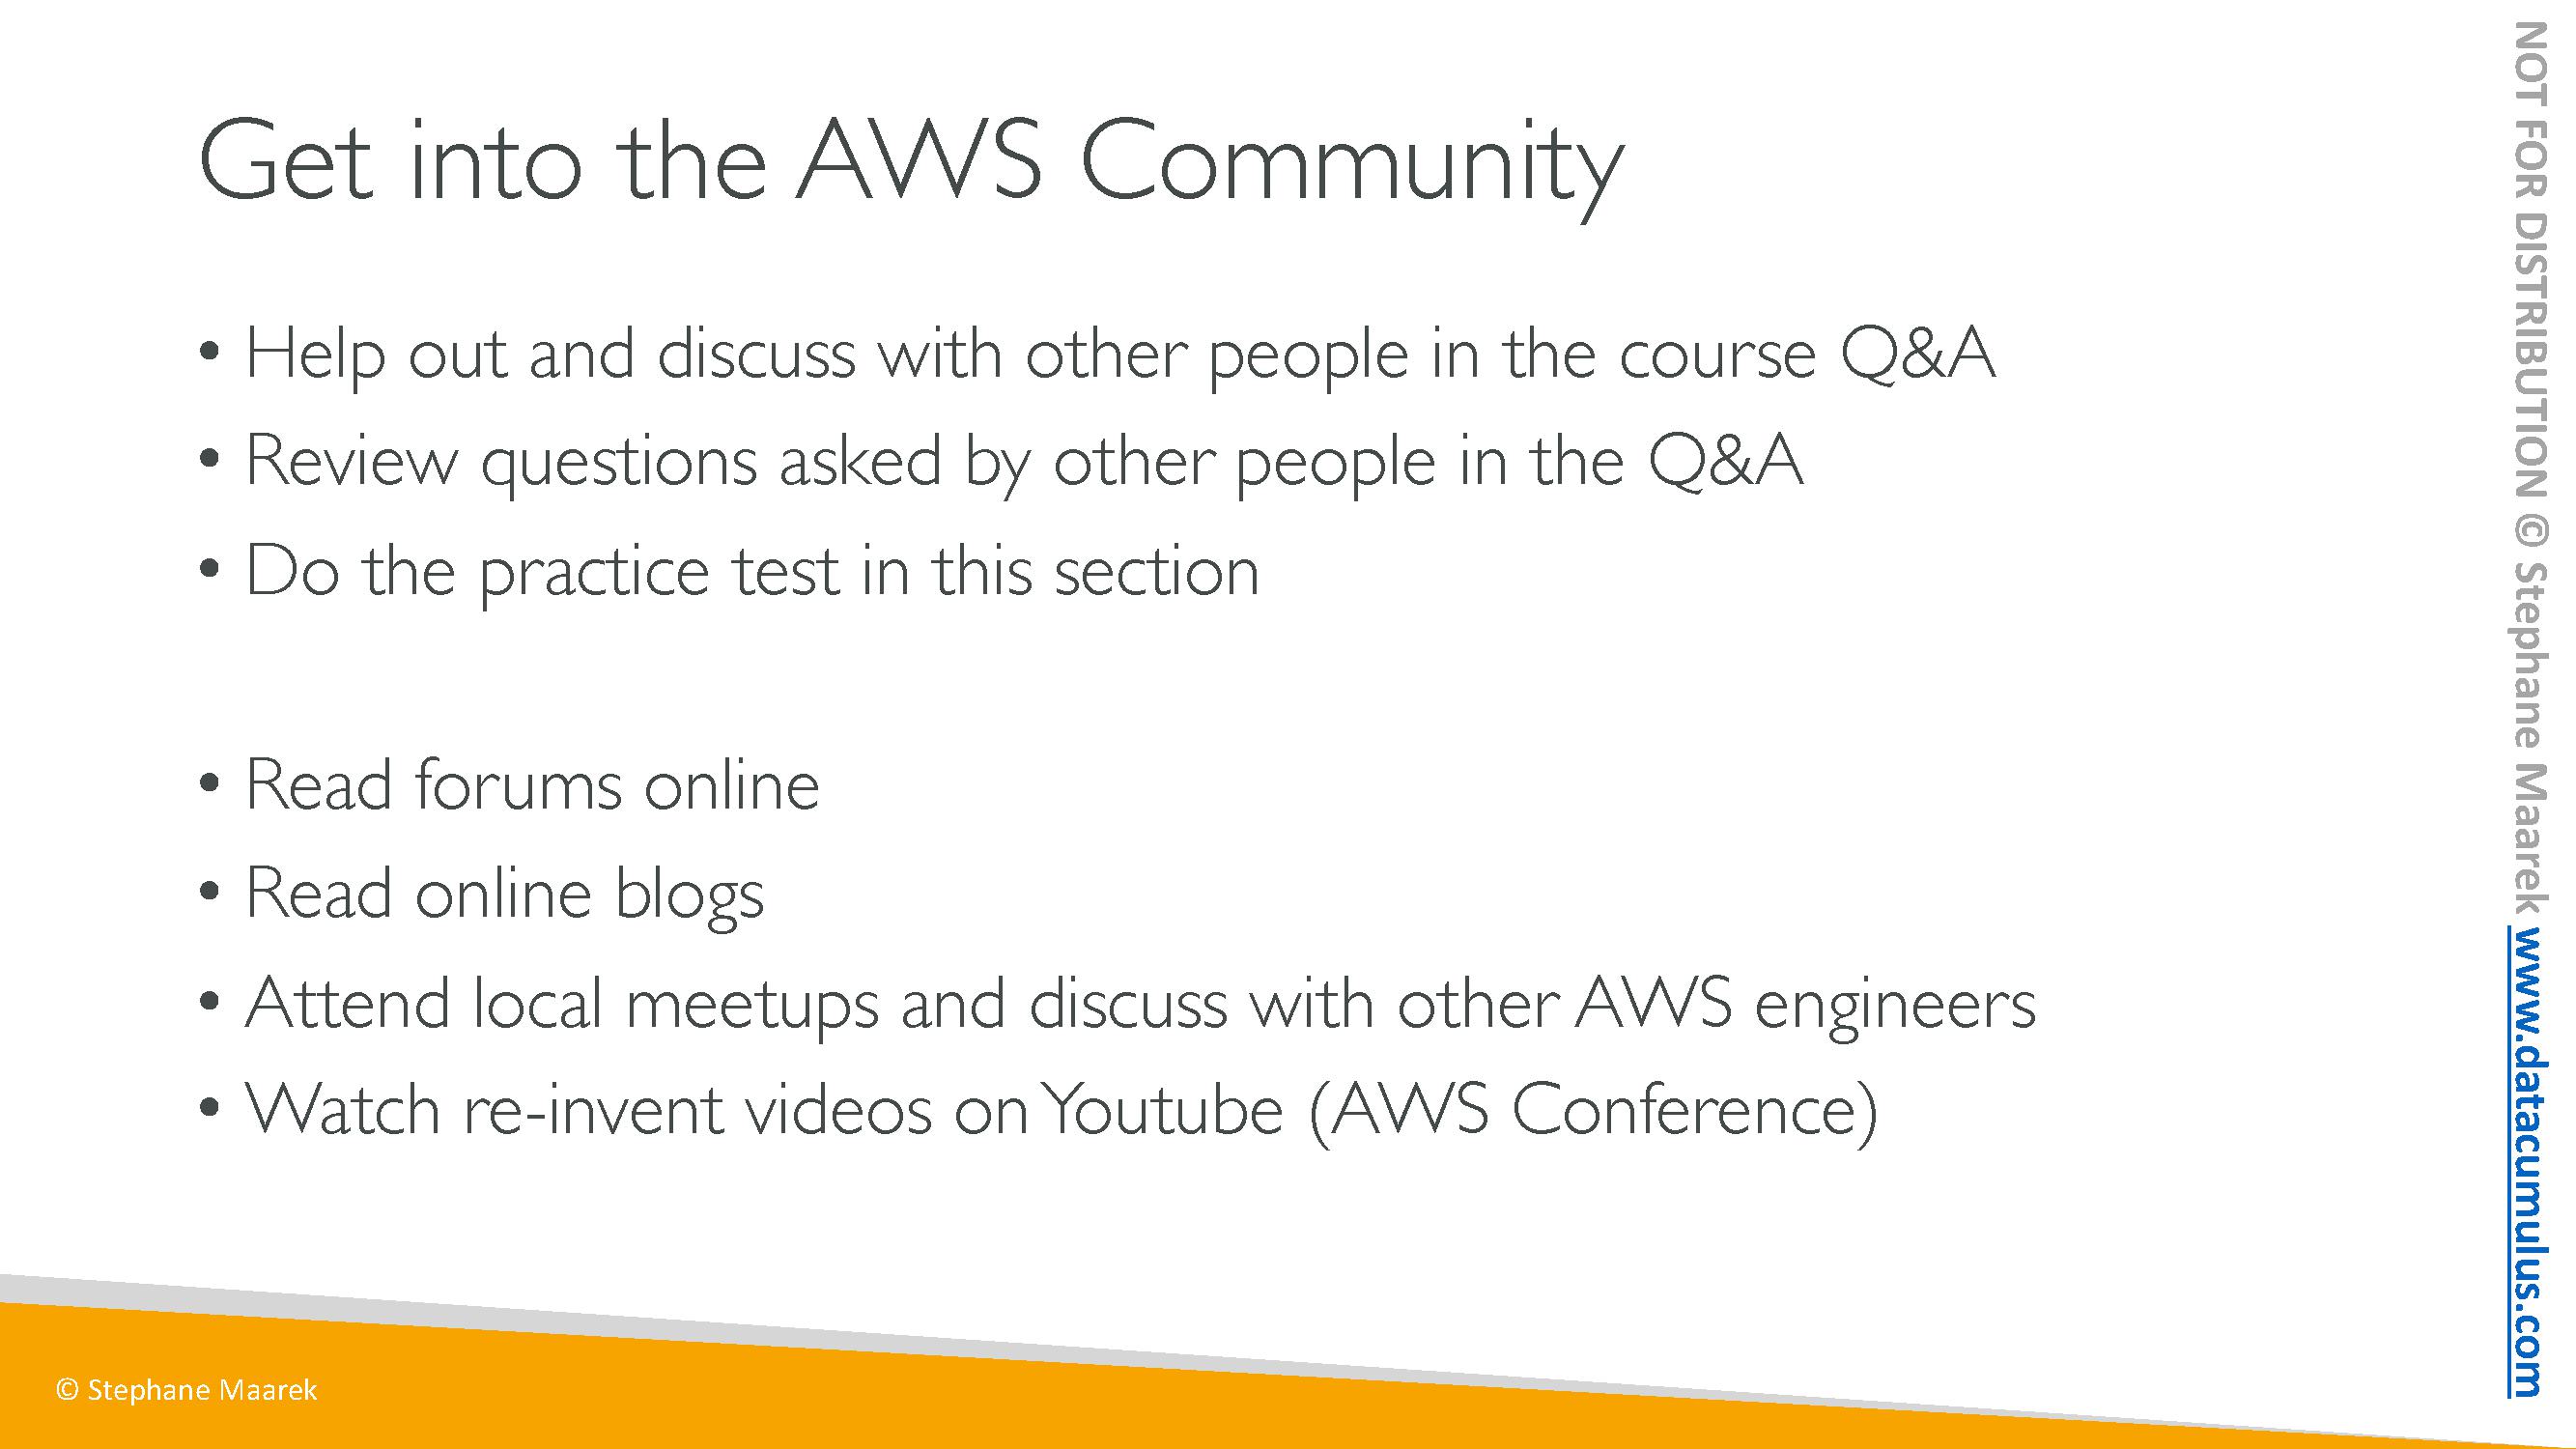 Get into the AWS Community
• Help out and discuss with other people in the course Q&A
• Review questions asked by other people in the Q&A
• Do the practice test in this section
• Read forums online
• Read online blogs
• Attend local meetups and discuss with other AWS engineers
• Watch re-invent videos on Youtube (AWS Conference)
© Stephane Maarek
NOT FOR DISTRIBUTION © Stephane Maarek www.datacumulus.com